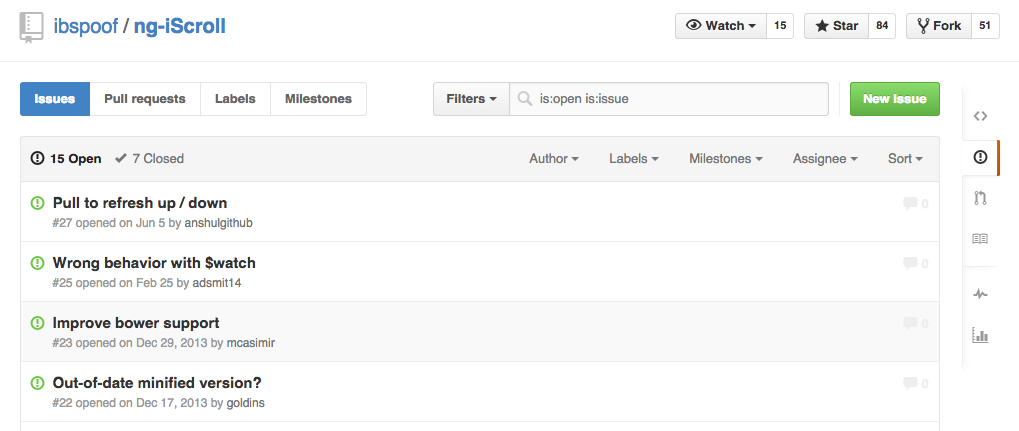 ibspoof / ng-iScroll
Watch 15 Star 84 Fork 51
Issues Pull requests Labels Milestones Filters is:open is:issue New Issue
15 Open 7 Closed Author Labels Milestones Assignee Sort
Pull to refresh up / down 0
#27 opened on Jun 5 by anshulgithub
Wrong behavior with $watch 0
#25 opened on Feb 25 by adsmit14
Improve bower support 0
#23 opened on Dec 29, 2013 by mcasimir
Out-of-date minified version? 0
#22 opened on Dec 17, 2013 by goldins